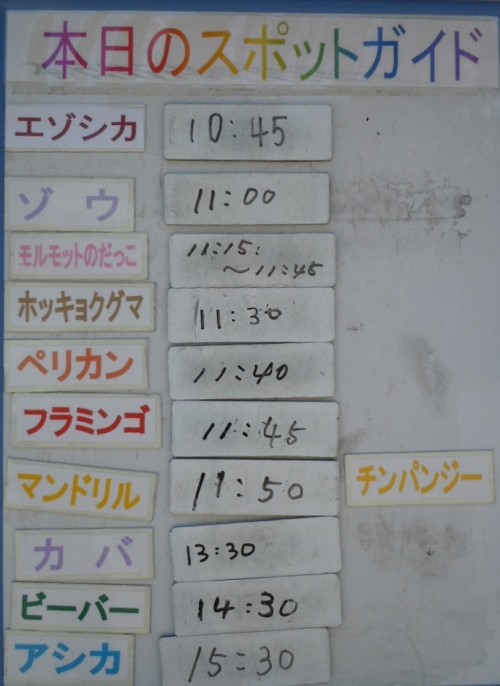 本日のスポットガイド
エゾシカ 10:45
ゾウ 11:00
モルモットのだっこ 11:15:
〜11:45
ホッキョクグマ 11:30
ペリカン 11:40
フラミンゴ 11:45
マンドリル 11:50 チンパンジー
カバ 13:30
ビーバー 14:30
アシカ 15:30